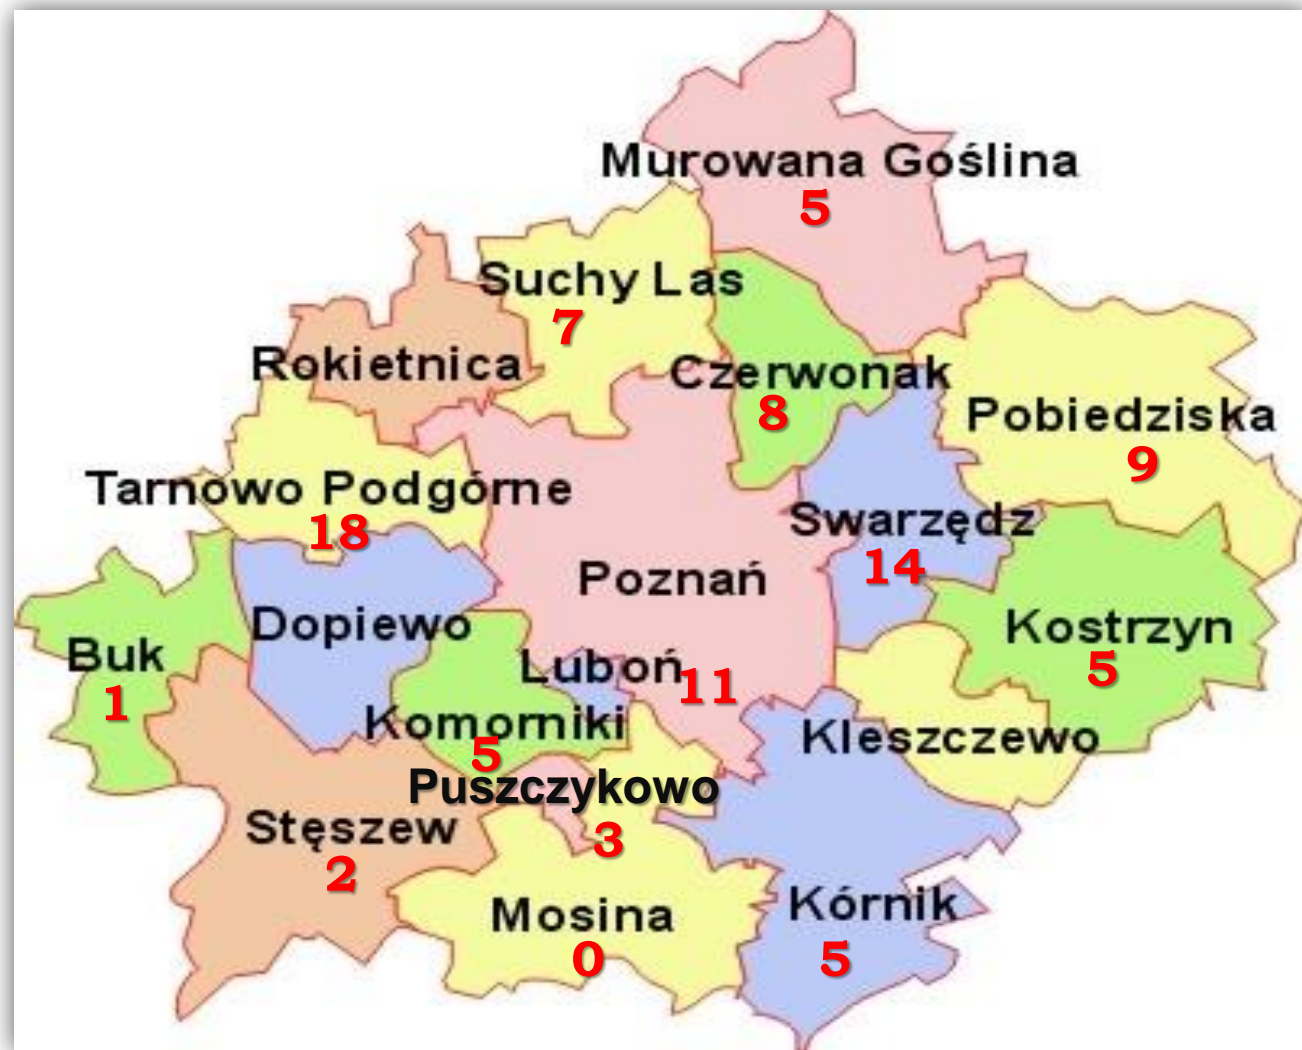 Murowana Goślina
5
Suchy Las
7
Rokietnica
Czerwonak
8
Pobiedziska
9
Tarnowo Podgórne
18
Swarzędz
14
Poznań
Dopiewo
Kostrzyn
5
Buk
1
Luboń
11
Komorniki
5
Kleszczewo
Puszczykowo
3
Stęszew
2
Mosina
0
Kórnik
5